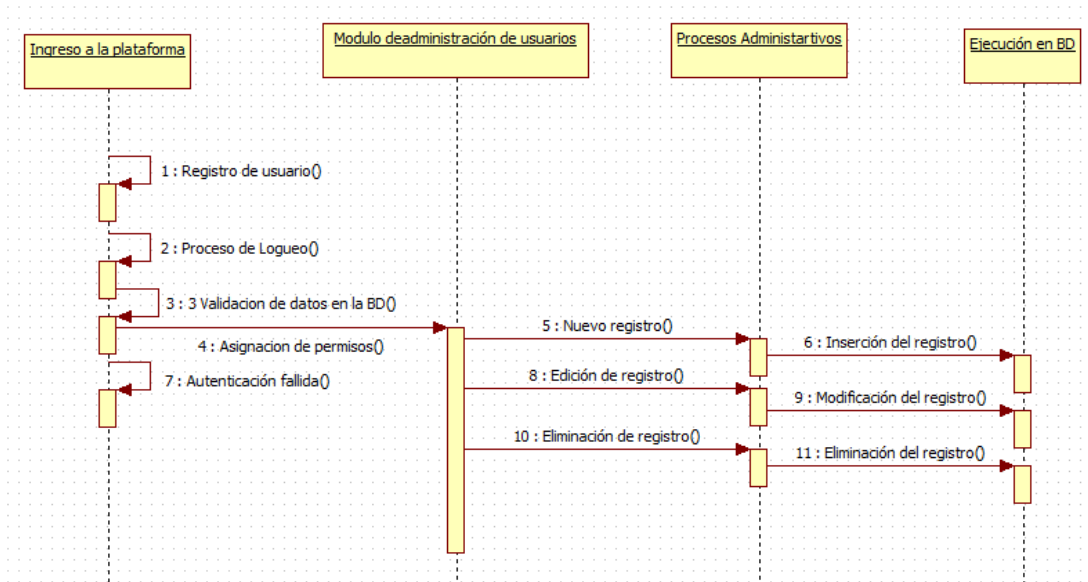 Ingreso a la plataforma
Modulo deadministración de usuarios
Procesos Administartivos
Ejecución en BD
1 : Registro de usuario()
2 : Proceso de Logueo()
3 : 3 Validacion de datos en la BD()
4 : Asignacion de permisos()
5 : Nuevo registro()
6 : Inserción del registro()
7 : Autenticación fallida()
8 : Edición de registro()
9 : Modificación del registro()
10 : Eliminación de registro()
11 : Eliminación del registro()